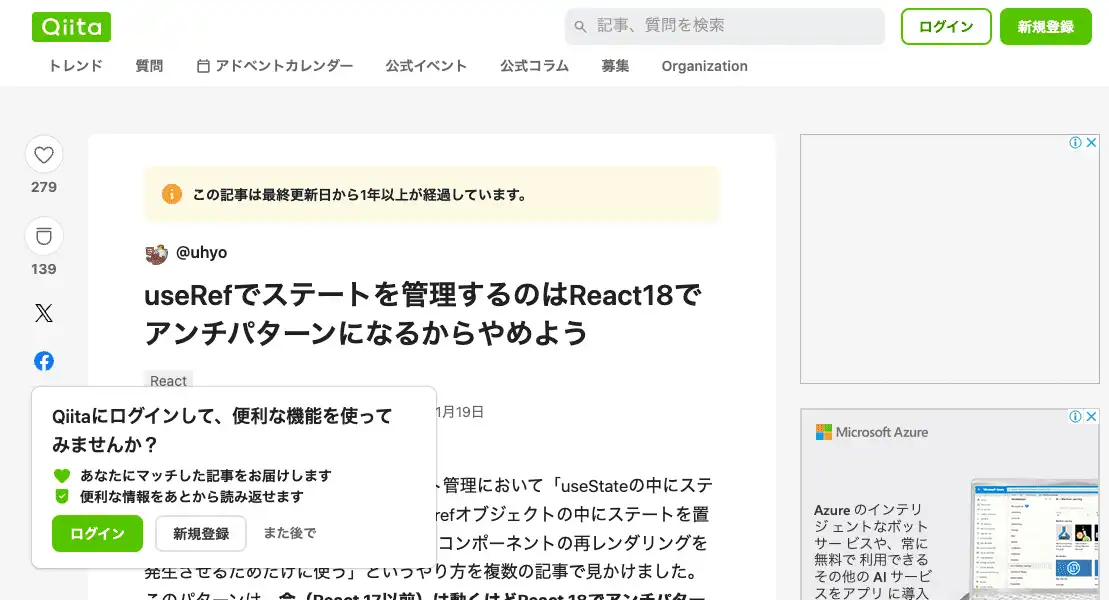 Qiita
記事、質問を検索
ログイン
新規登録
トレンド
質問
アドベントカレンダー
公式イベント
公式コラム
募集
Organization
279
139
この記事は最終更新日から1年以上が経過しています。
@uhyo
useRefでステートを管理するのはReact18で
アンチパターンになるからやめよう
React
1月19日
ト管理において「useStateの中にステ
refオブジェクトの中にステートを置
コンポーネントの再レンダリングを
発生させるためだけに使う」というやり方を複数の記事で見かけました。
このパターンは、今（React 17以前）は動くけどReact 18でアンチパター
Qiitaにログインして、便利な機能を使って
みませんか？
あなたにマッチした記事をお届けします
便利な情報をあとから読み返せます
ログイン
新規登録
また後で
Microsoft Azure
Azure のインテリ
ジェントなボット
サービスや、常に
無料で 利用できる
その他の AI サービ
スをアプリ に導入